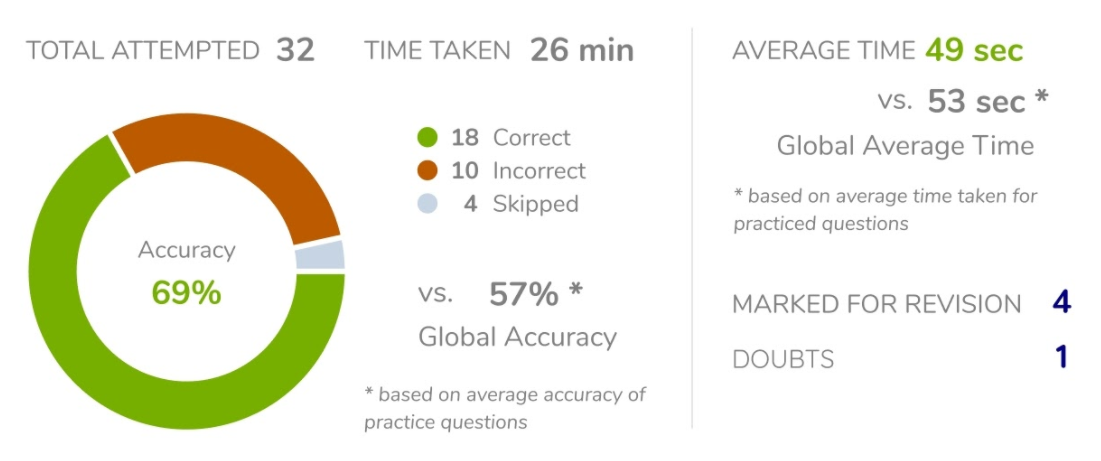 TOTAL ATTEMPTED 32
TIME TAKEN 26 min
Accuracy
69%
18 Correct
10 Incorrect
4 Skipped
vs. 57% *
Global Accuracy
* based on average accuracy of
practice questions
AVERAGE TIME 49 sec
vs. 53 sec *
Global Average Time
* based on average time taken for
practiced questions
MARKED FOR REVISION 4
DOUBTS 1